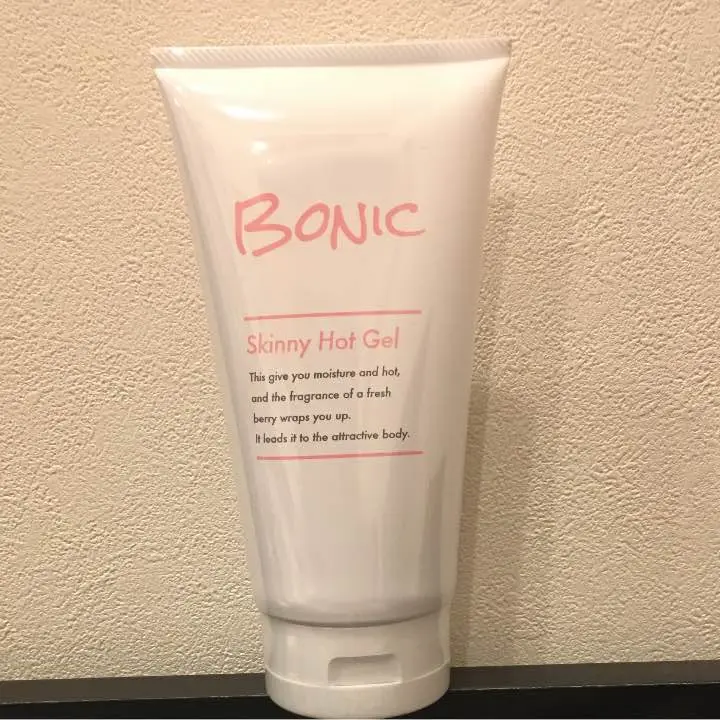 BONIC
Skinny Hot Gel
This give you moisture and hot,
and the fragrance of a fresh
berry wraps you up.
It leads it to the attractive body.